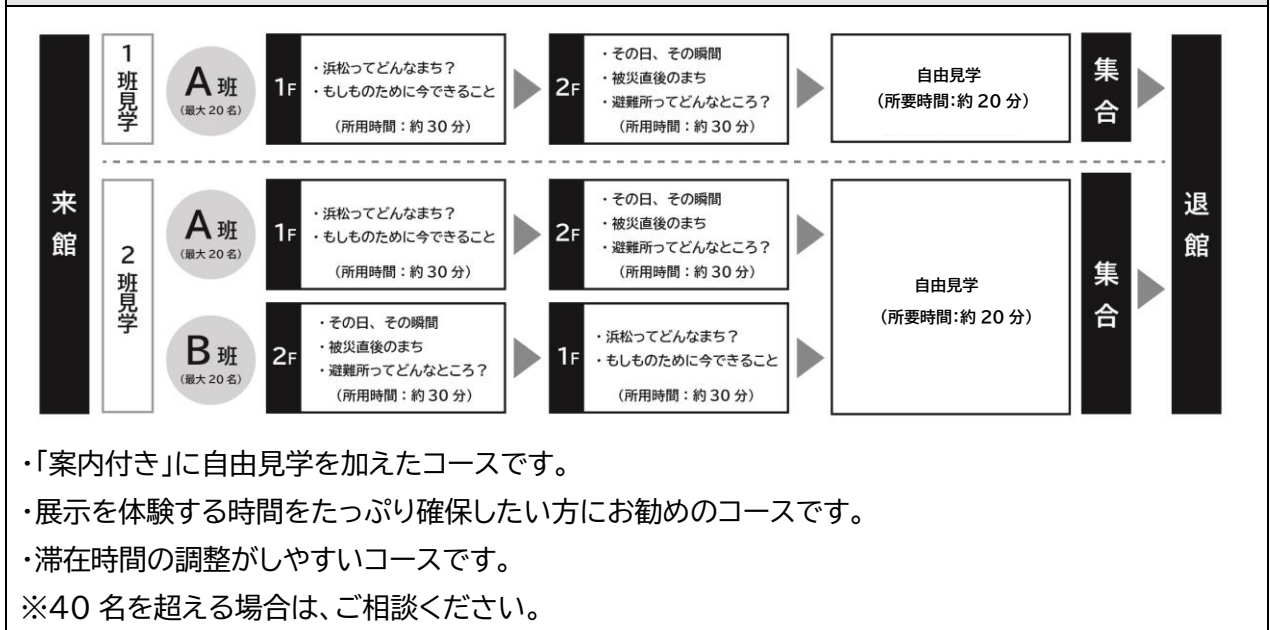 来館
1班見学
A班
(最大20名)
1F
・浜松ってどんなまち?
・もしものために今できること
(所用時間:約30分)
2F
・その日、その瞬間
・被災直後のまち
・避難所ってどんなところ?
(所用時間:約30分)
自由見学
(所要時間:約20分)
集合
2班見学
A班
(最大20名)
1F
・浜松ってどんなまち?
・もしものために今できること
(所用時間:約30分)
2F
・その日、その瞬間
・被災直後のまち
・避難所ってどんなところ?
(所用時間:約30分)
B班
(最大20名)
2F
・その日、その瞬間
・被災直後のまち
・避難所ってどんなところ?
(所用時間:約30分)
1F
・浜松ってどんなまち?
・もしものために今できること
(所用時間:約30分)
自由見学
(所要時間:約20分)
集合
退館
・「案内付き」に自由見学を加えたコースです。
・展示を体験する時間をたっぷり確保したい方にお勧めのコースです。
・滞在時間の調整がしやすいコースです。
※40名を超える場合は、ご相談ください。